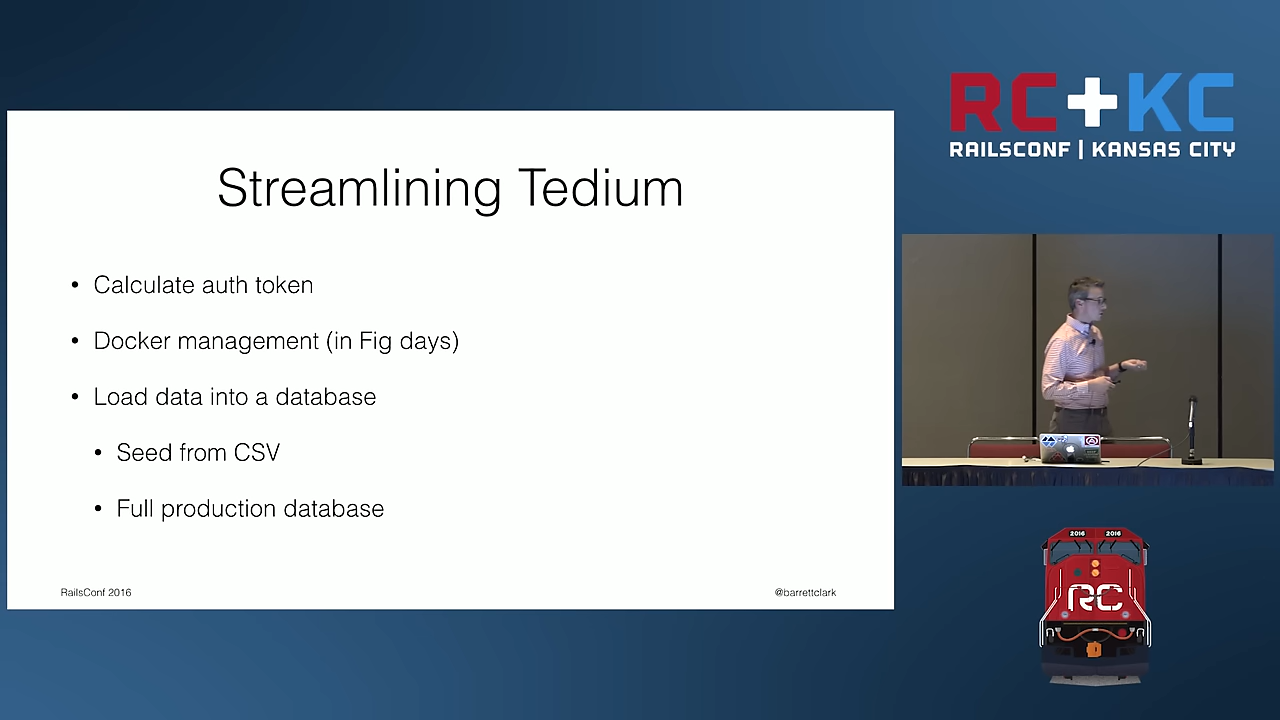 Streamlining Tedium
• Calculate auth token
• Docker management (in Fig days)
• Load data into a database
• Seed from CSV
• Full production database
RailsConf 2016
@barrettclark
RC+KC
RAILSCONF | KANSAS CITY
2016
2016
RC